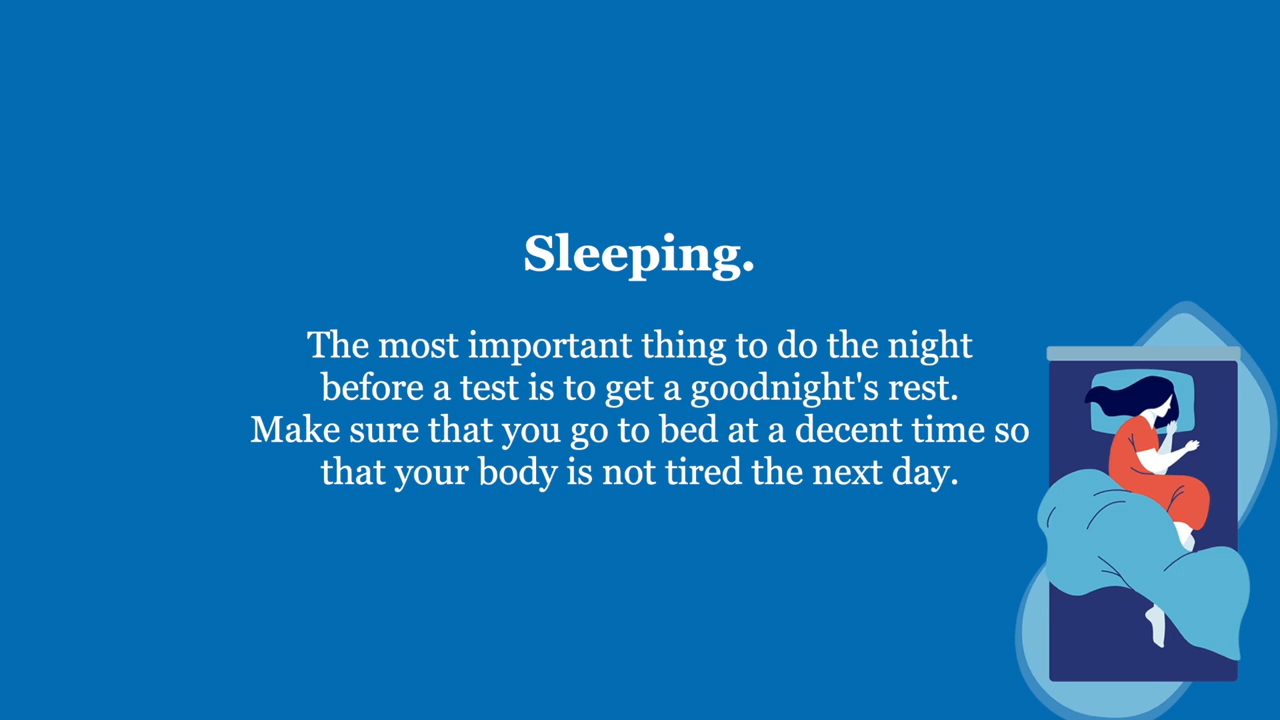 Sleeping.
The most important thing to do the night
before a test is to get a goodnight's rest.
Make sure that you go to bed at a decent time so
that your body is not tired the next day.